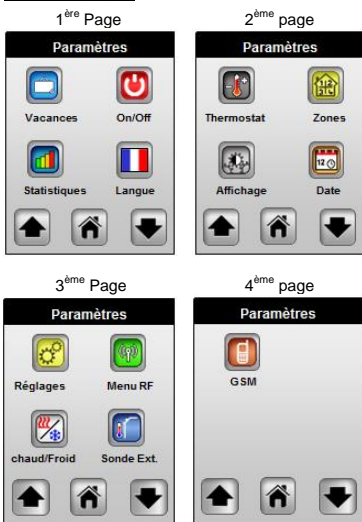 1ère Page
Paramètres
Vacances On/Off
Statistiques Langue
2ème page
Paramètres
Thermostat Zones
12 
Affichage Date
3ème Page
Paramètres
Réglages Menu RF
chaud/Froid Sonde Ext.
4ème page
Paramètres
GSM